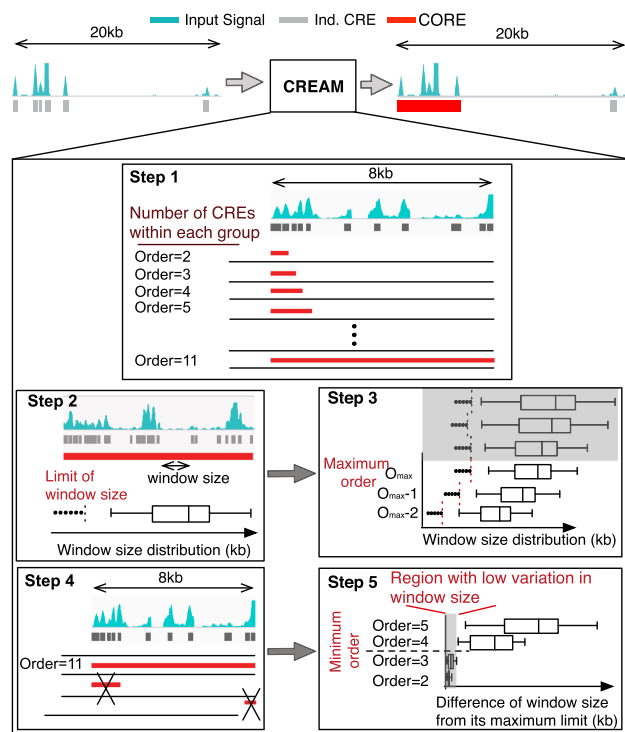 Input Signal Ind. CRE CORE
20kb 20kb
CREAM
Step 1
8kb
Number of CREs
within each group
Order=2
Order=3
Order=4
Order=5
Order=11
Step 2
Limit of
window size
window size
Window size distribution (kb)
Step 3
Maximum
order
Omax
Omax-1
Omax-2
Window size distribution (kb)
Step 4
8kb
Order=11
Step 5
Region with low variation in
window size
Minimum
order
Order=5
Order=4
Order=3
Order=2
Difference of window size
from its maximum limit (kb)